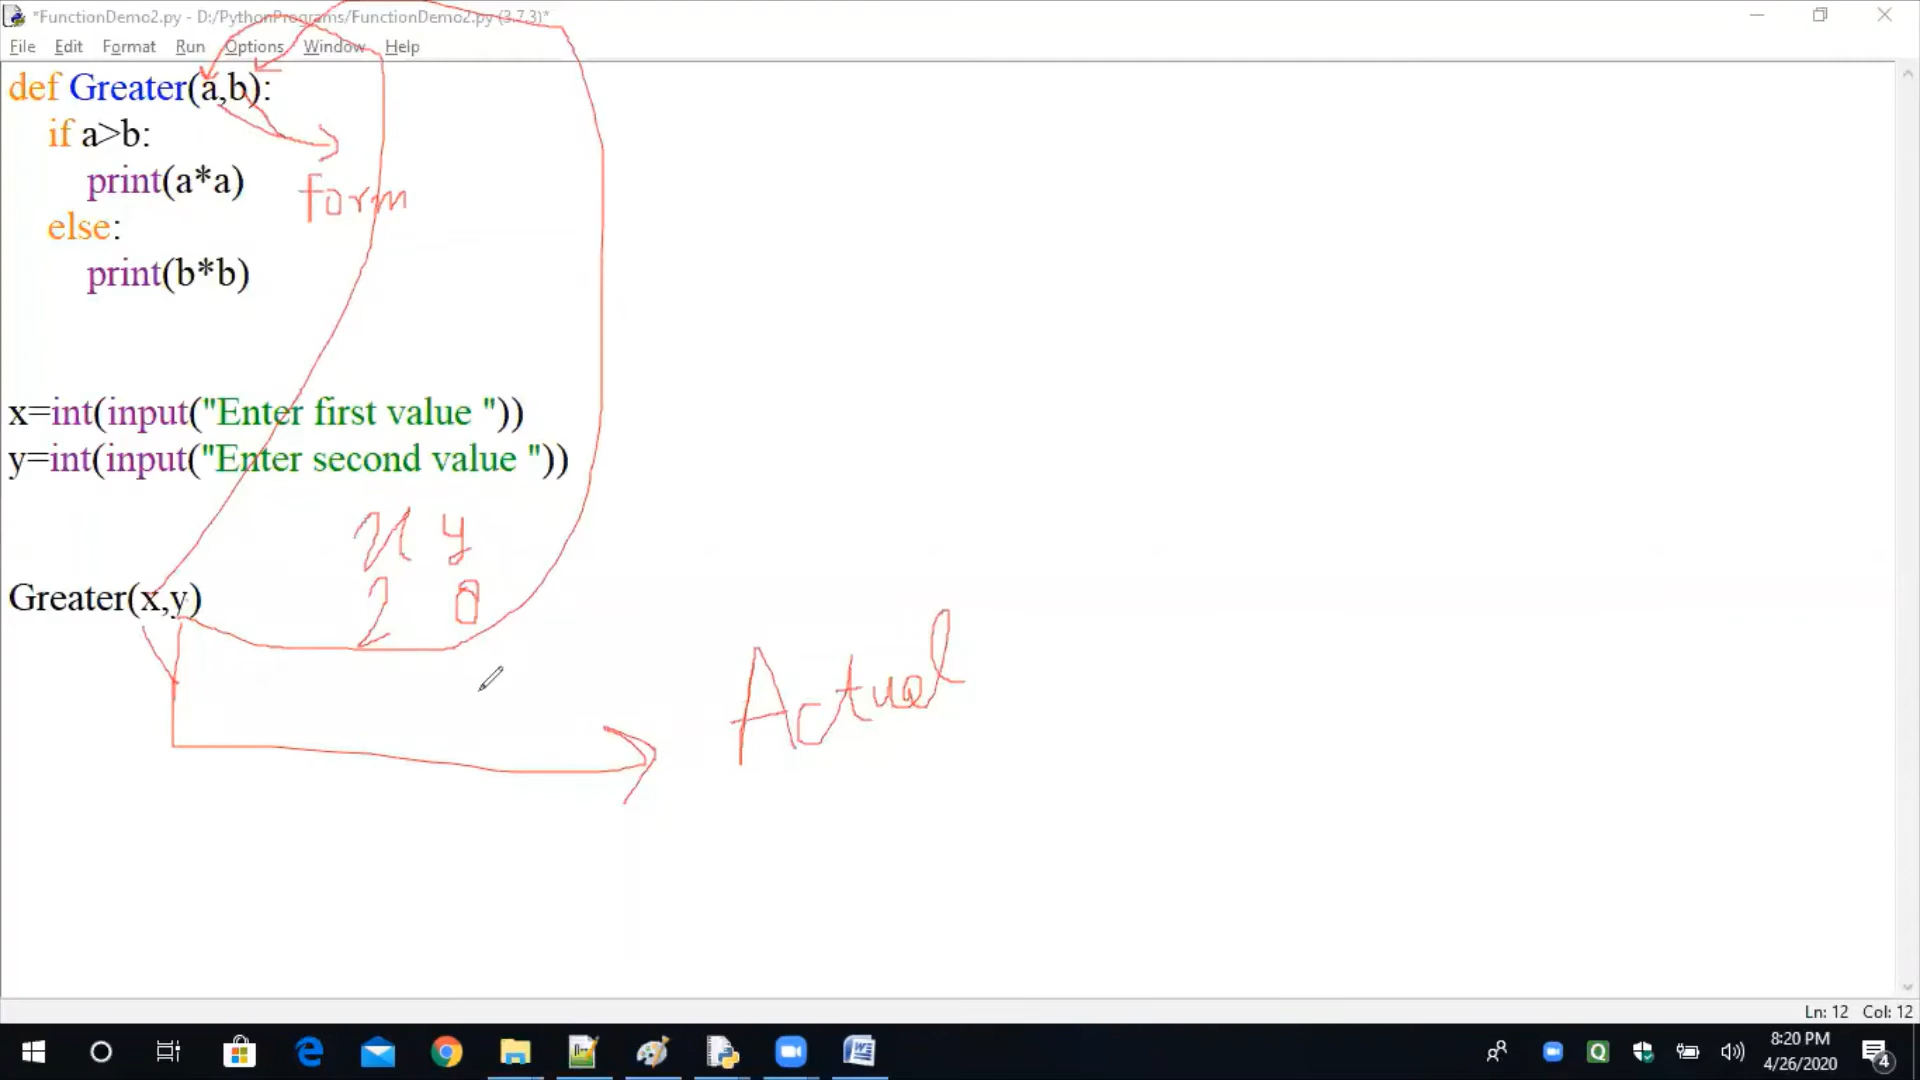 *FunctionDemo2.py - D:/PythonPrograms/FunctionDemo2.py (3.7.3)*
File Edit Format Run Options Window Help
def Greater(a,b):
if a>b:
print(a*a)
form
else:
print(b*b)
x=int(input("Enter first value "))
y=int(input("Enter second value "))
x y
Greater(x,y)
2 0
Actual
Ln: 12 Col: 12
8:20 PM
4/26/2020
4